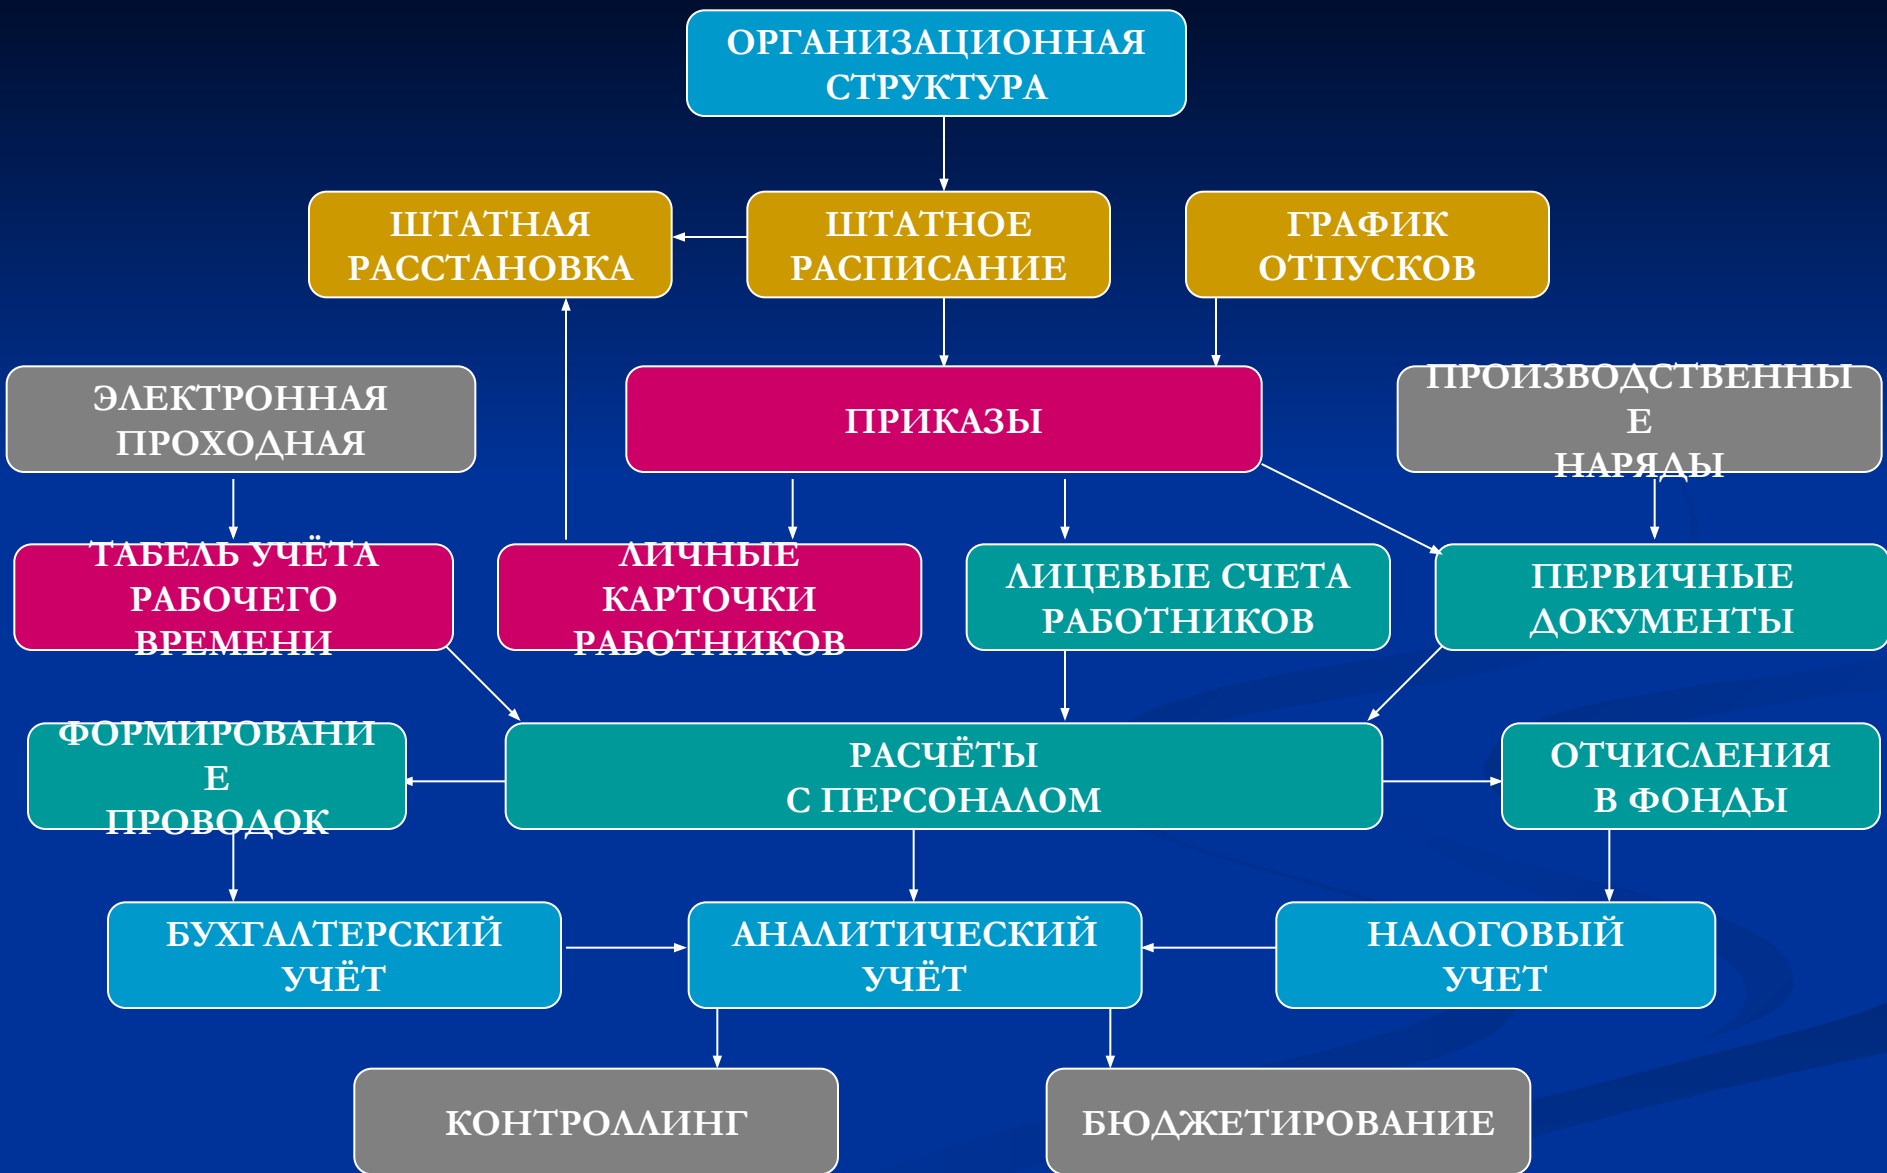 ОРГАНИЗАЦИОННАЯ
СТРУКТУРА
ШТАТНАЯ
РАССТАНОВКА
ШТАТНОЕ
РАСПИСАНИЕ
ГРАФИК
ОТПУСКОВ
ЭЛЕКТРОННАЯ
ПРОХОДНАЯ
ПРИКАЗЫ
ПРОИЗВОДСТВЕННЫ
Е
НАРЯДЫ
ТАБЕЛЬ УЧЁТА
РАБОЧЕГО
ВРЕМЕНИ
ЛИЧНЫЕ
КАРТОЧКИ
РАБОТНИКОВ
ЛИЦЕВЫЕ СЧЕТА
РАБОТНИКОВ
ПЕРВИЧНЫЕ
ДОКУМЕНТЫ
ФОРМИРОВАНИ
Е
ПРОВОДОК
РАСЧЁТЫ
С ПЕРСОНАЛОМ
ОТЧИСЛЕНИЯ
В ФОНДЫ
БУХГАЛТЕРСКИЙ
УЧЁТ
АНАЛИТИЧЕСКИЙ
УЧЁТ
НАЛОГОВЫЙ
УЧЕТ
КОНТРОЛЛИНГ
БЮДЖЕТИРОВАНИЕ